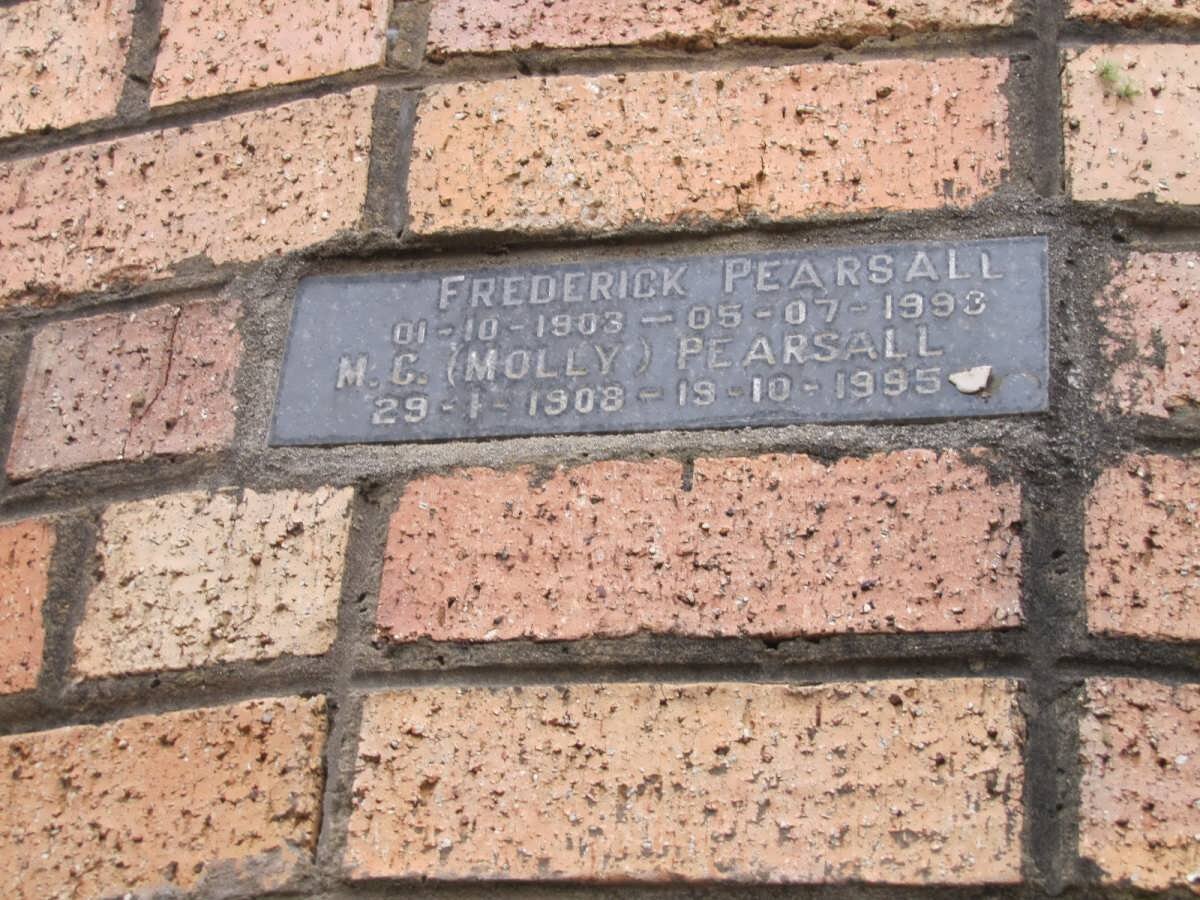 FREDERICK PEARSALL
01-10-1903 — 05-07-1993
M. C. (MOLLY) PEARSALL
29-1-1908 - 19-10-1995